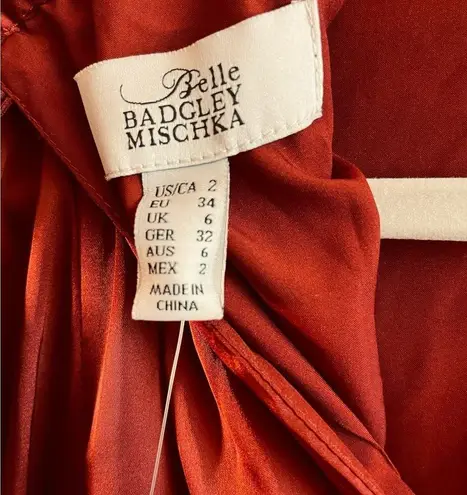 Belle
BADGLEY
MISCHKA
US/CA 2
EU 34
UK 6
GER 32
AUS 6
MEX 2
MADE IN
CHINA